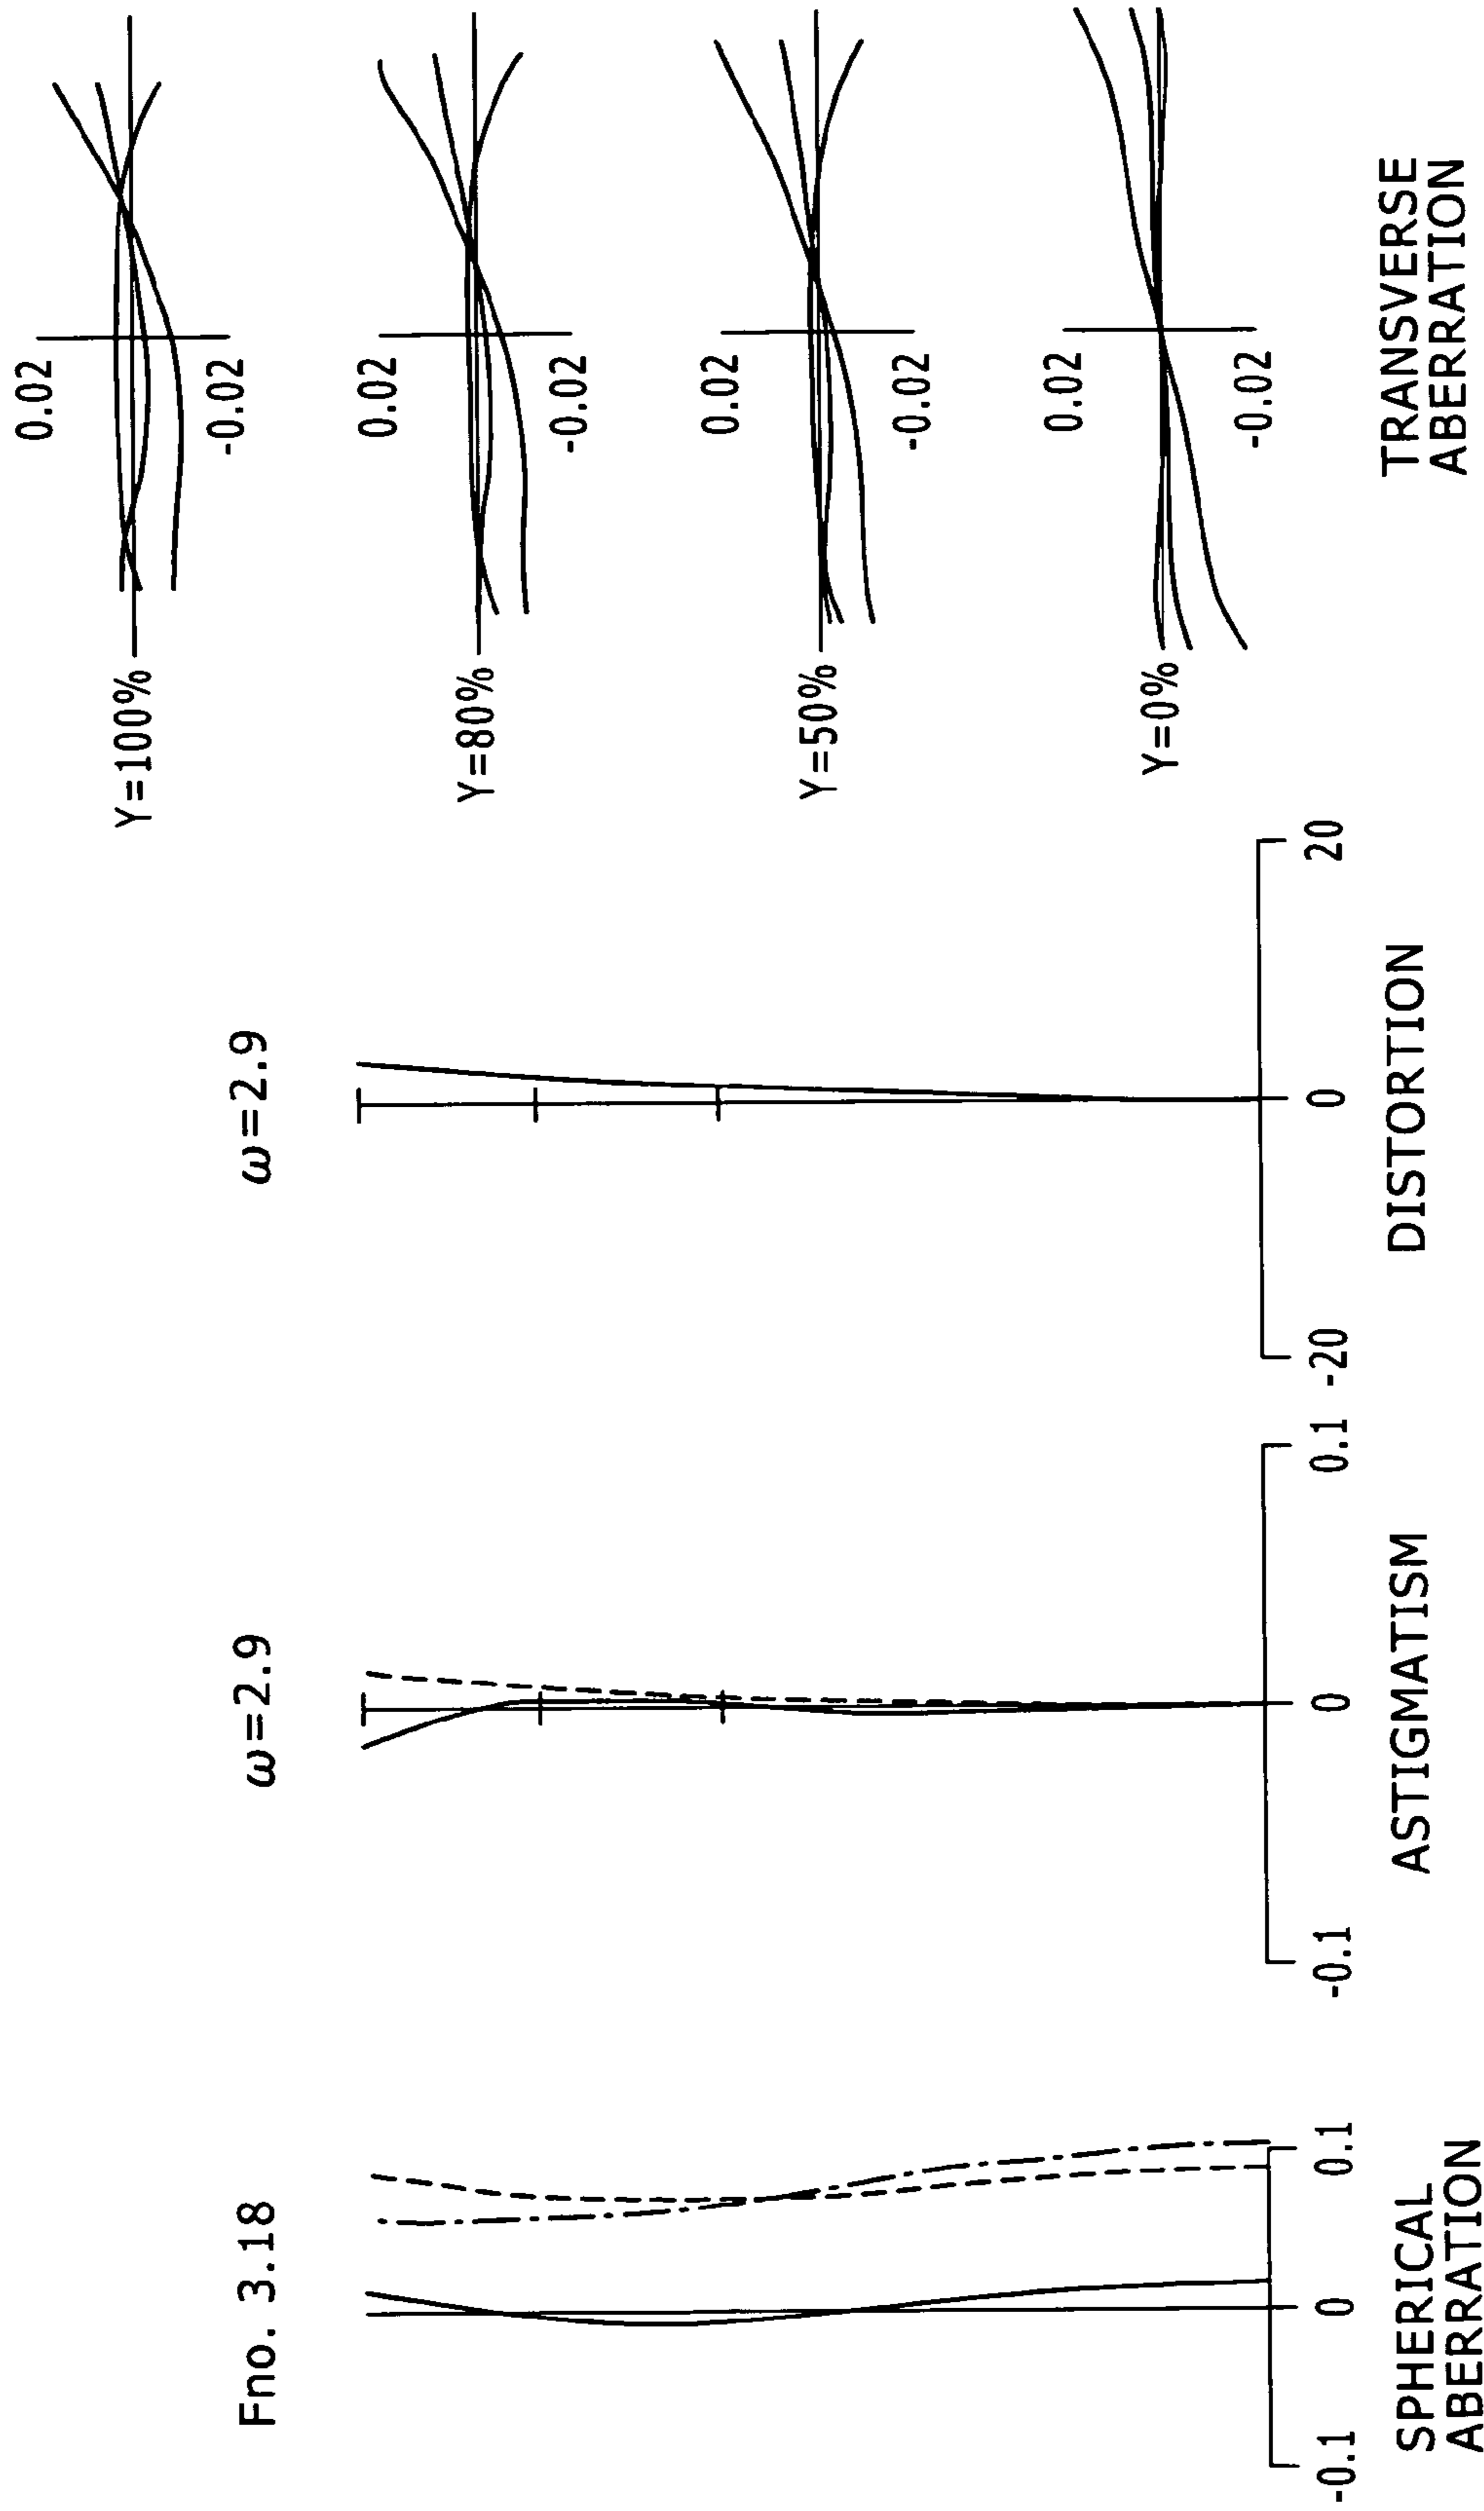 Fno. 3.18
-0.1 0 0.1
SPHERICAL
ABERRATION
ω=2.9
-0.1 0 0.1
ASTIGMATISM
ω=2.9
-20 0 20
DISTORTION
Y=100%
0.02
-0.02
Y=80%
0.02
-0.02
Y=50%
0.02
-0.02
Y=0%
0.02
-0.02
TRANSVERSE
ABERRATION